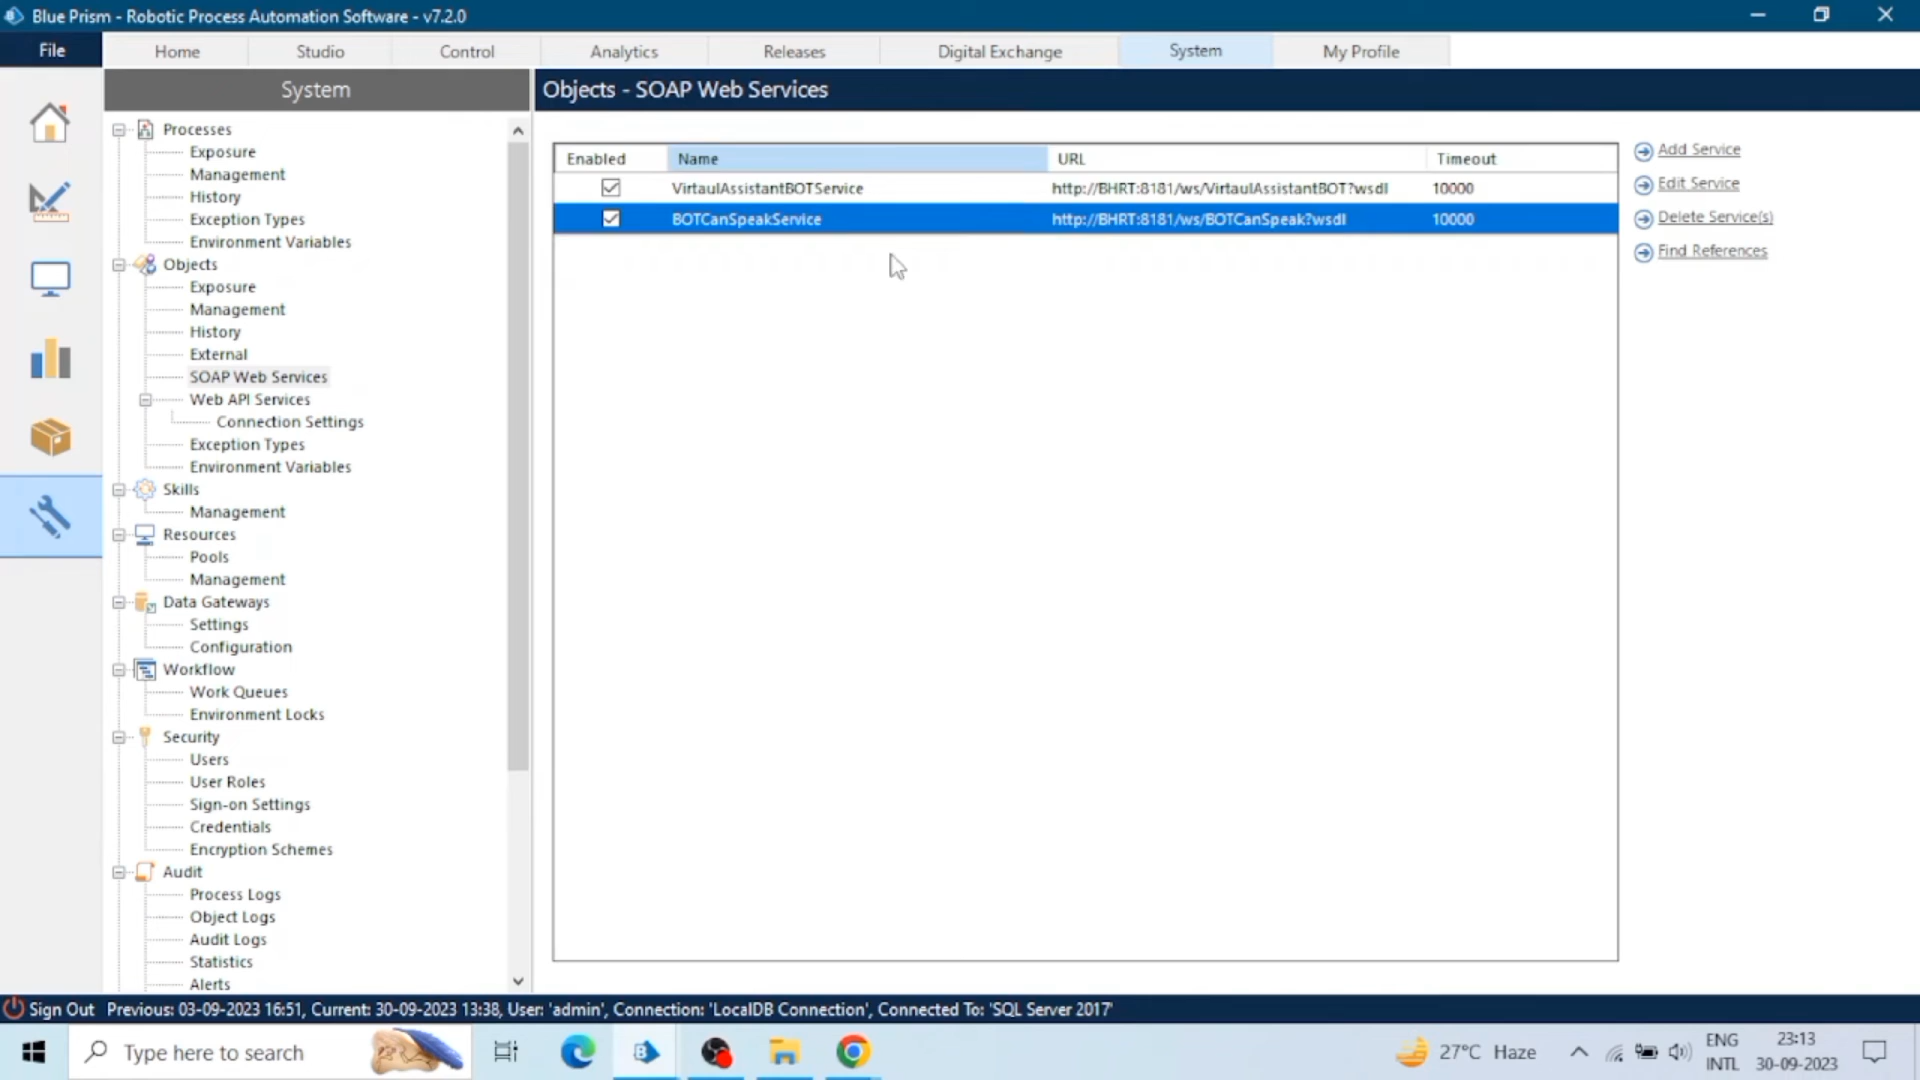 Blue Prism - Robotic Process Automation Software - v7.2.0
File Home Studio Control Analytics Releases Digital Exchange System My Profile
System
Objects - SOAP Web Services
Processes
Exposure
Management
History
Exception Types
Environment Variables
Objects
Exposure
Management
History
External
SOAP Web Services
Web API Services
Connection Settings
Exception Types
Environment Variables
Skills
Management
Resources
Pools
Management
Data Gateways
Settings
Configuration
Workflow
Work Queues
Environment Locks
Security
Users
User Roles
Sign-on Settings
Credentials
Encryption Schemes
Audit
Process Logs
Object Logs
Audit Logs
Statistics
Alerts
Enabled Name URL Timeout
VirtaulAssistantBOTService http://BHRT:8181/ws/VirtaulAssistantBOT?wsdl 10000
BOTCanSpeakService http://BHRT:8181/ws/BOTCanSpeak?wsdl 10000
Add Service
Edit Service
Delete Service(s)
Find References
Sign Out Previous: 03-09-2023 16:51, Current: 30-09-2023 13:38, User: 'admin', Connection: 'LocalDB Connection', Connected To: 'SQL Server 2017'
Type here to search
27°C Haze
ENG
INTL
23:13
30-09-2023